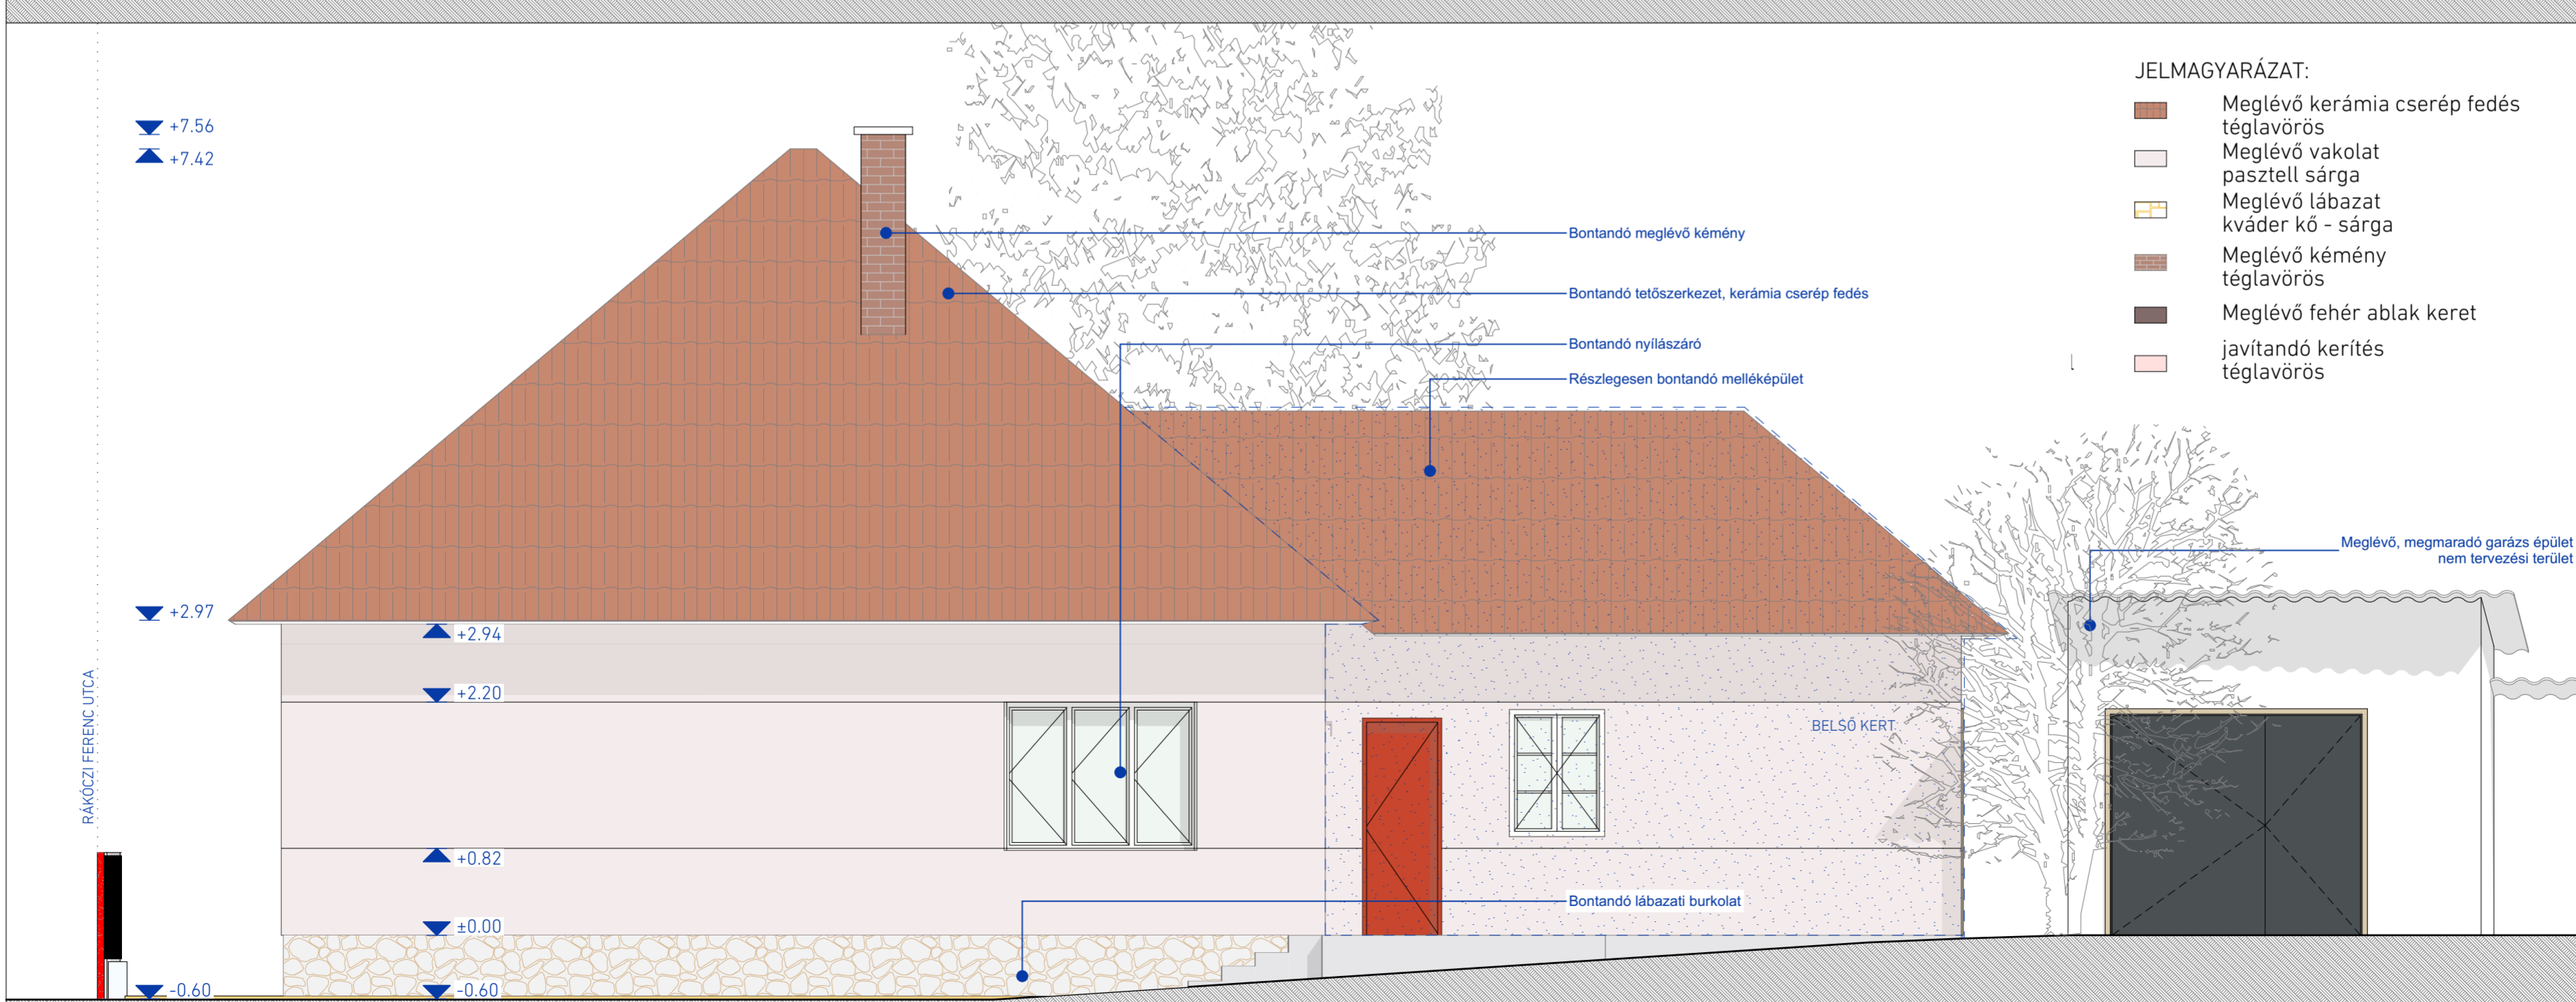 JELMAGYARÁZAT:
Meglévő kerámia cserép fedés
téglavörös
Meglévő vakolat
pasztell sárga
Meglévő lábazat
kváder kő - sárga
Meglévő kémény
téglavörös
Meglévő fehér ablak keret
javítandó kerítés
téglavörös
+7.56
+7.42
Bontandó meglévő kémény
Bontandó tetőszerkezet, kerámia cserép fedés
Bontandó nyílászáró
Részlegesen bontandó melléképület
Meglévő, megmaradó garázs épület
nem tervezési terület
+2.97
+2.94
+2.20
BELSŐ KERT
RÁKÓCZI FERENC UTCA
+0.82
Bontandó lábazati burkolat
±0.00
-0.60
-0.60